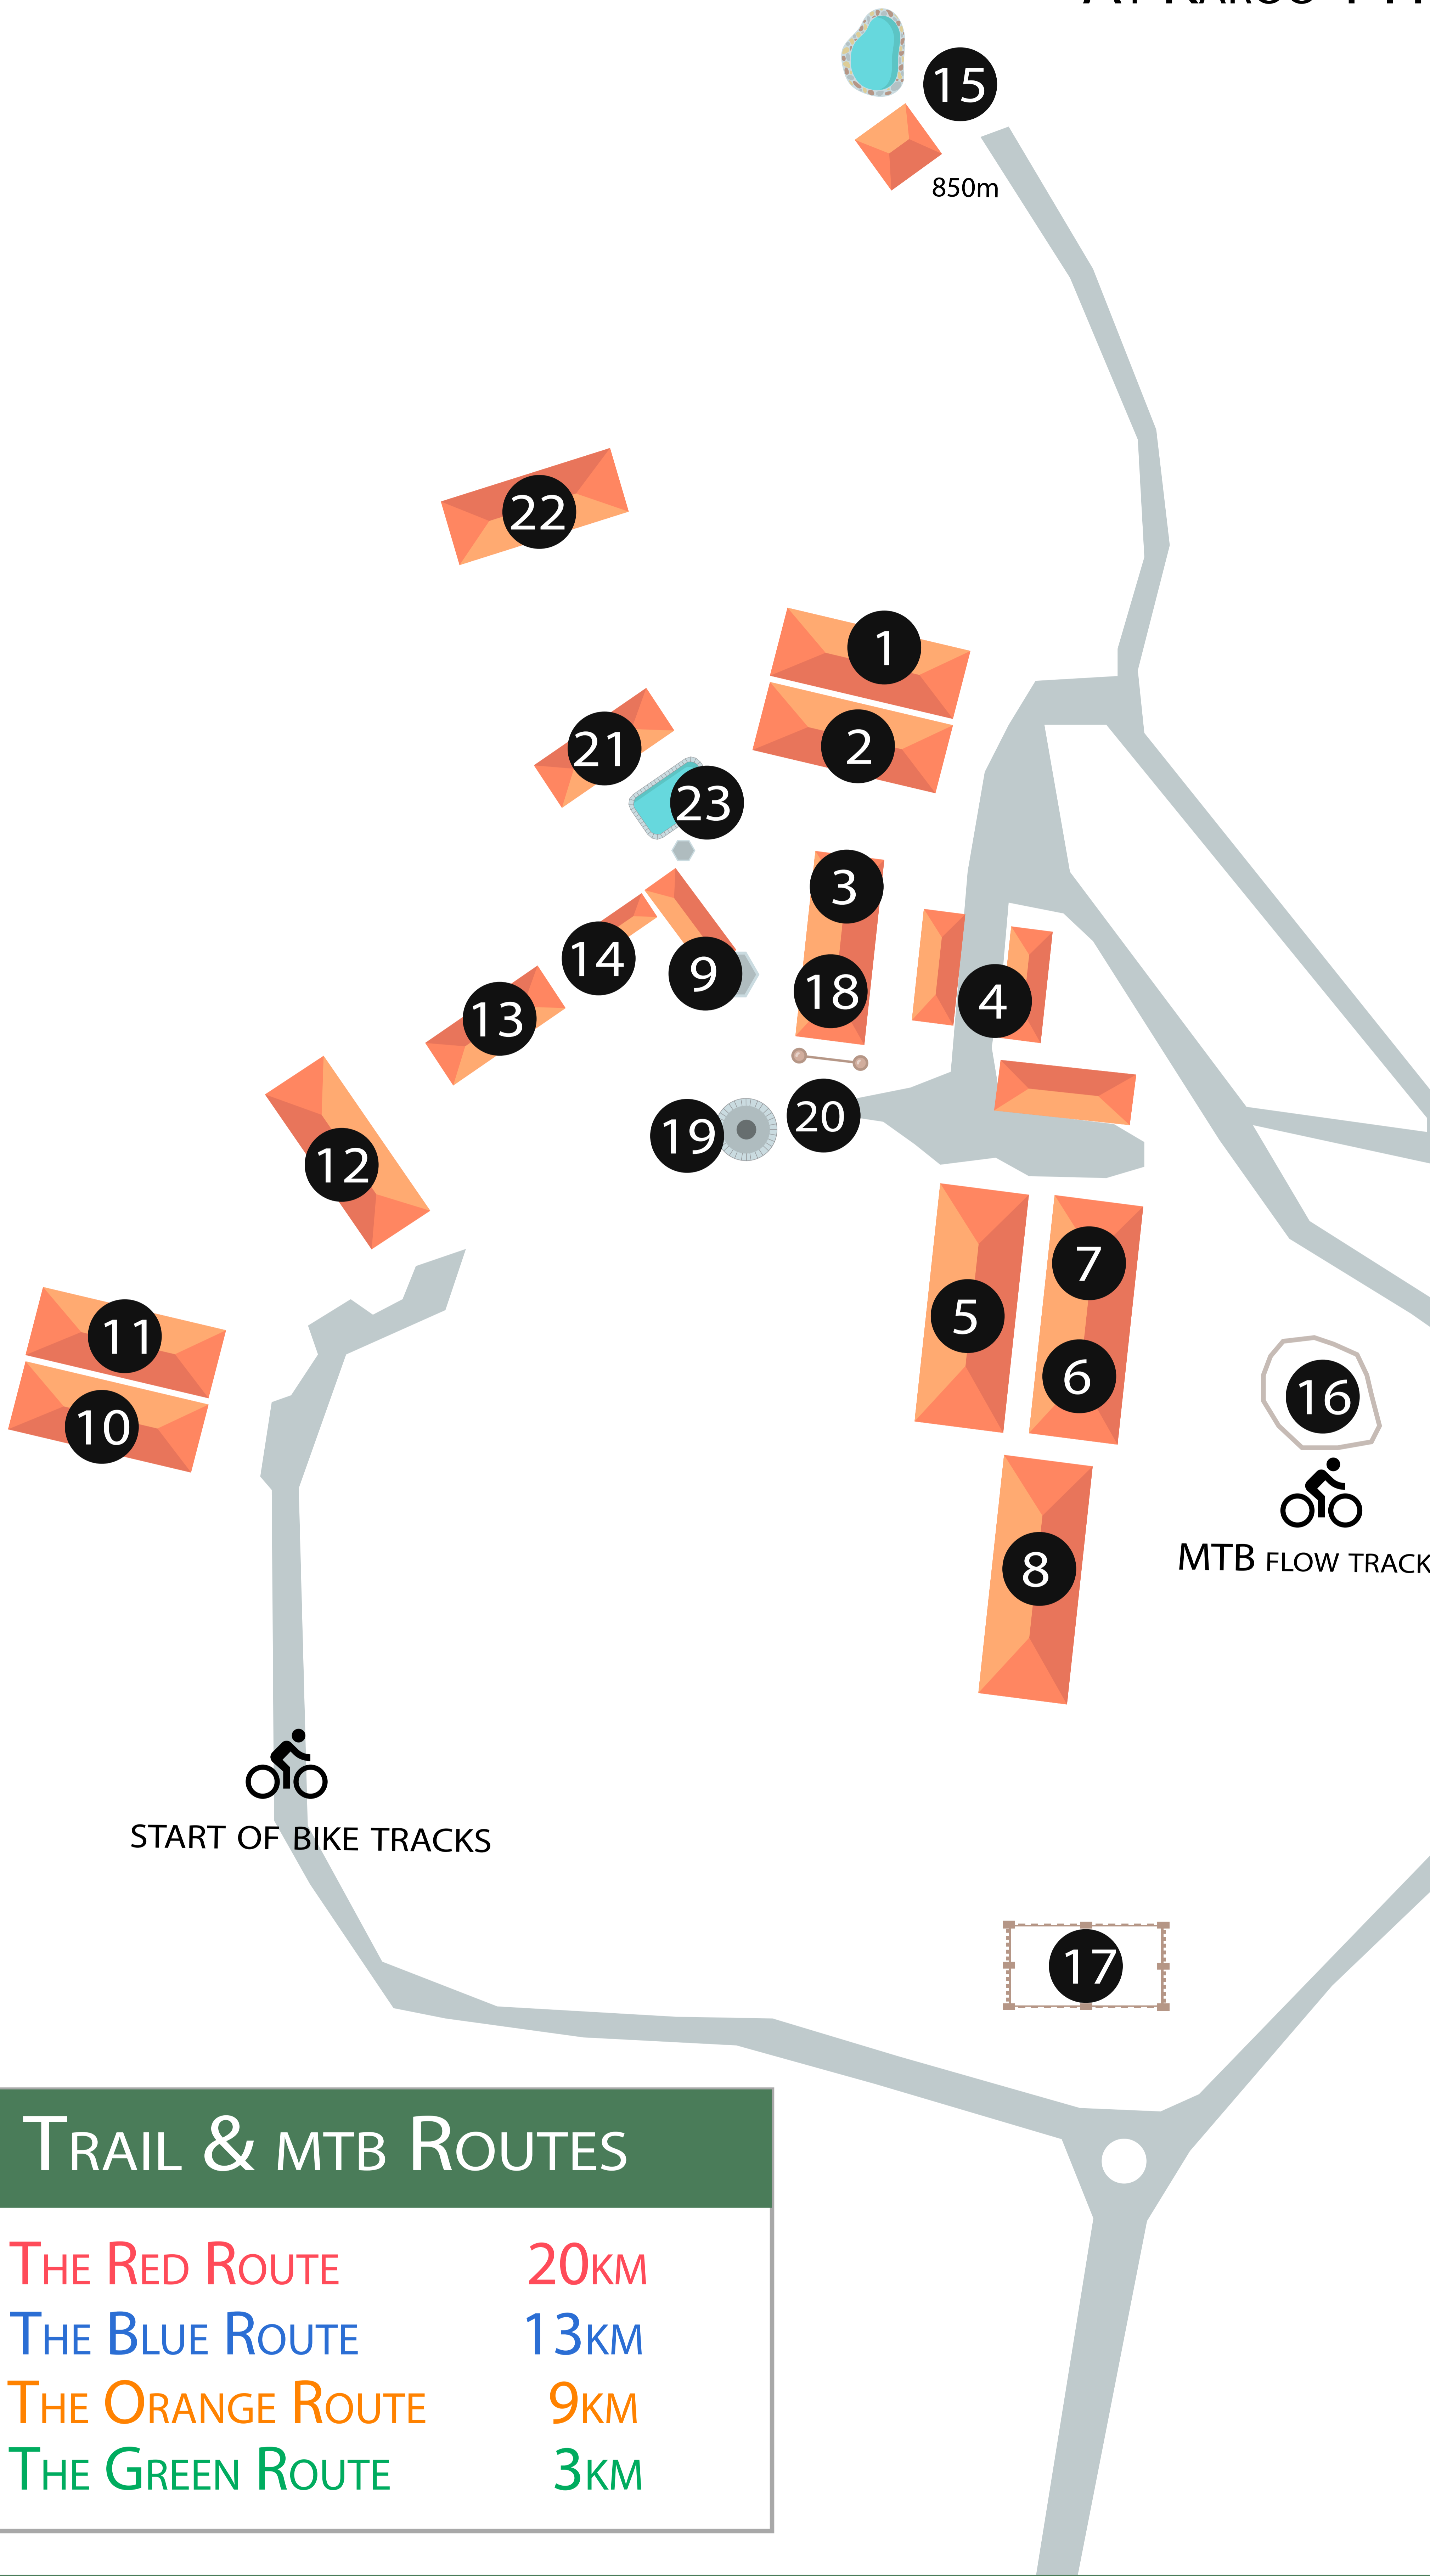 15
850m
22
1
2
21
23
3
14
9
18
4
13
20
19
12
7
5
11
6
16
10
MTB FLOW TRACK
8
START OF BIKE TRACKS
17
TRAIL & MTB ROUTES
THE RED ROUTE 20KM
THE BLUE ROUTE 13KM
THE ORANGE ROUTE 9KM
THE GREEN ROUTE 3KM